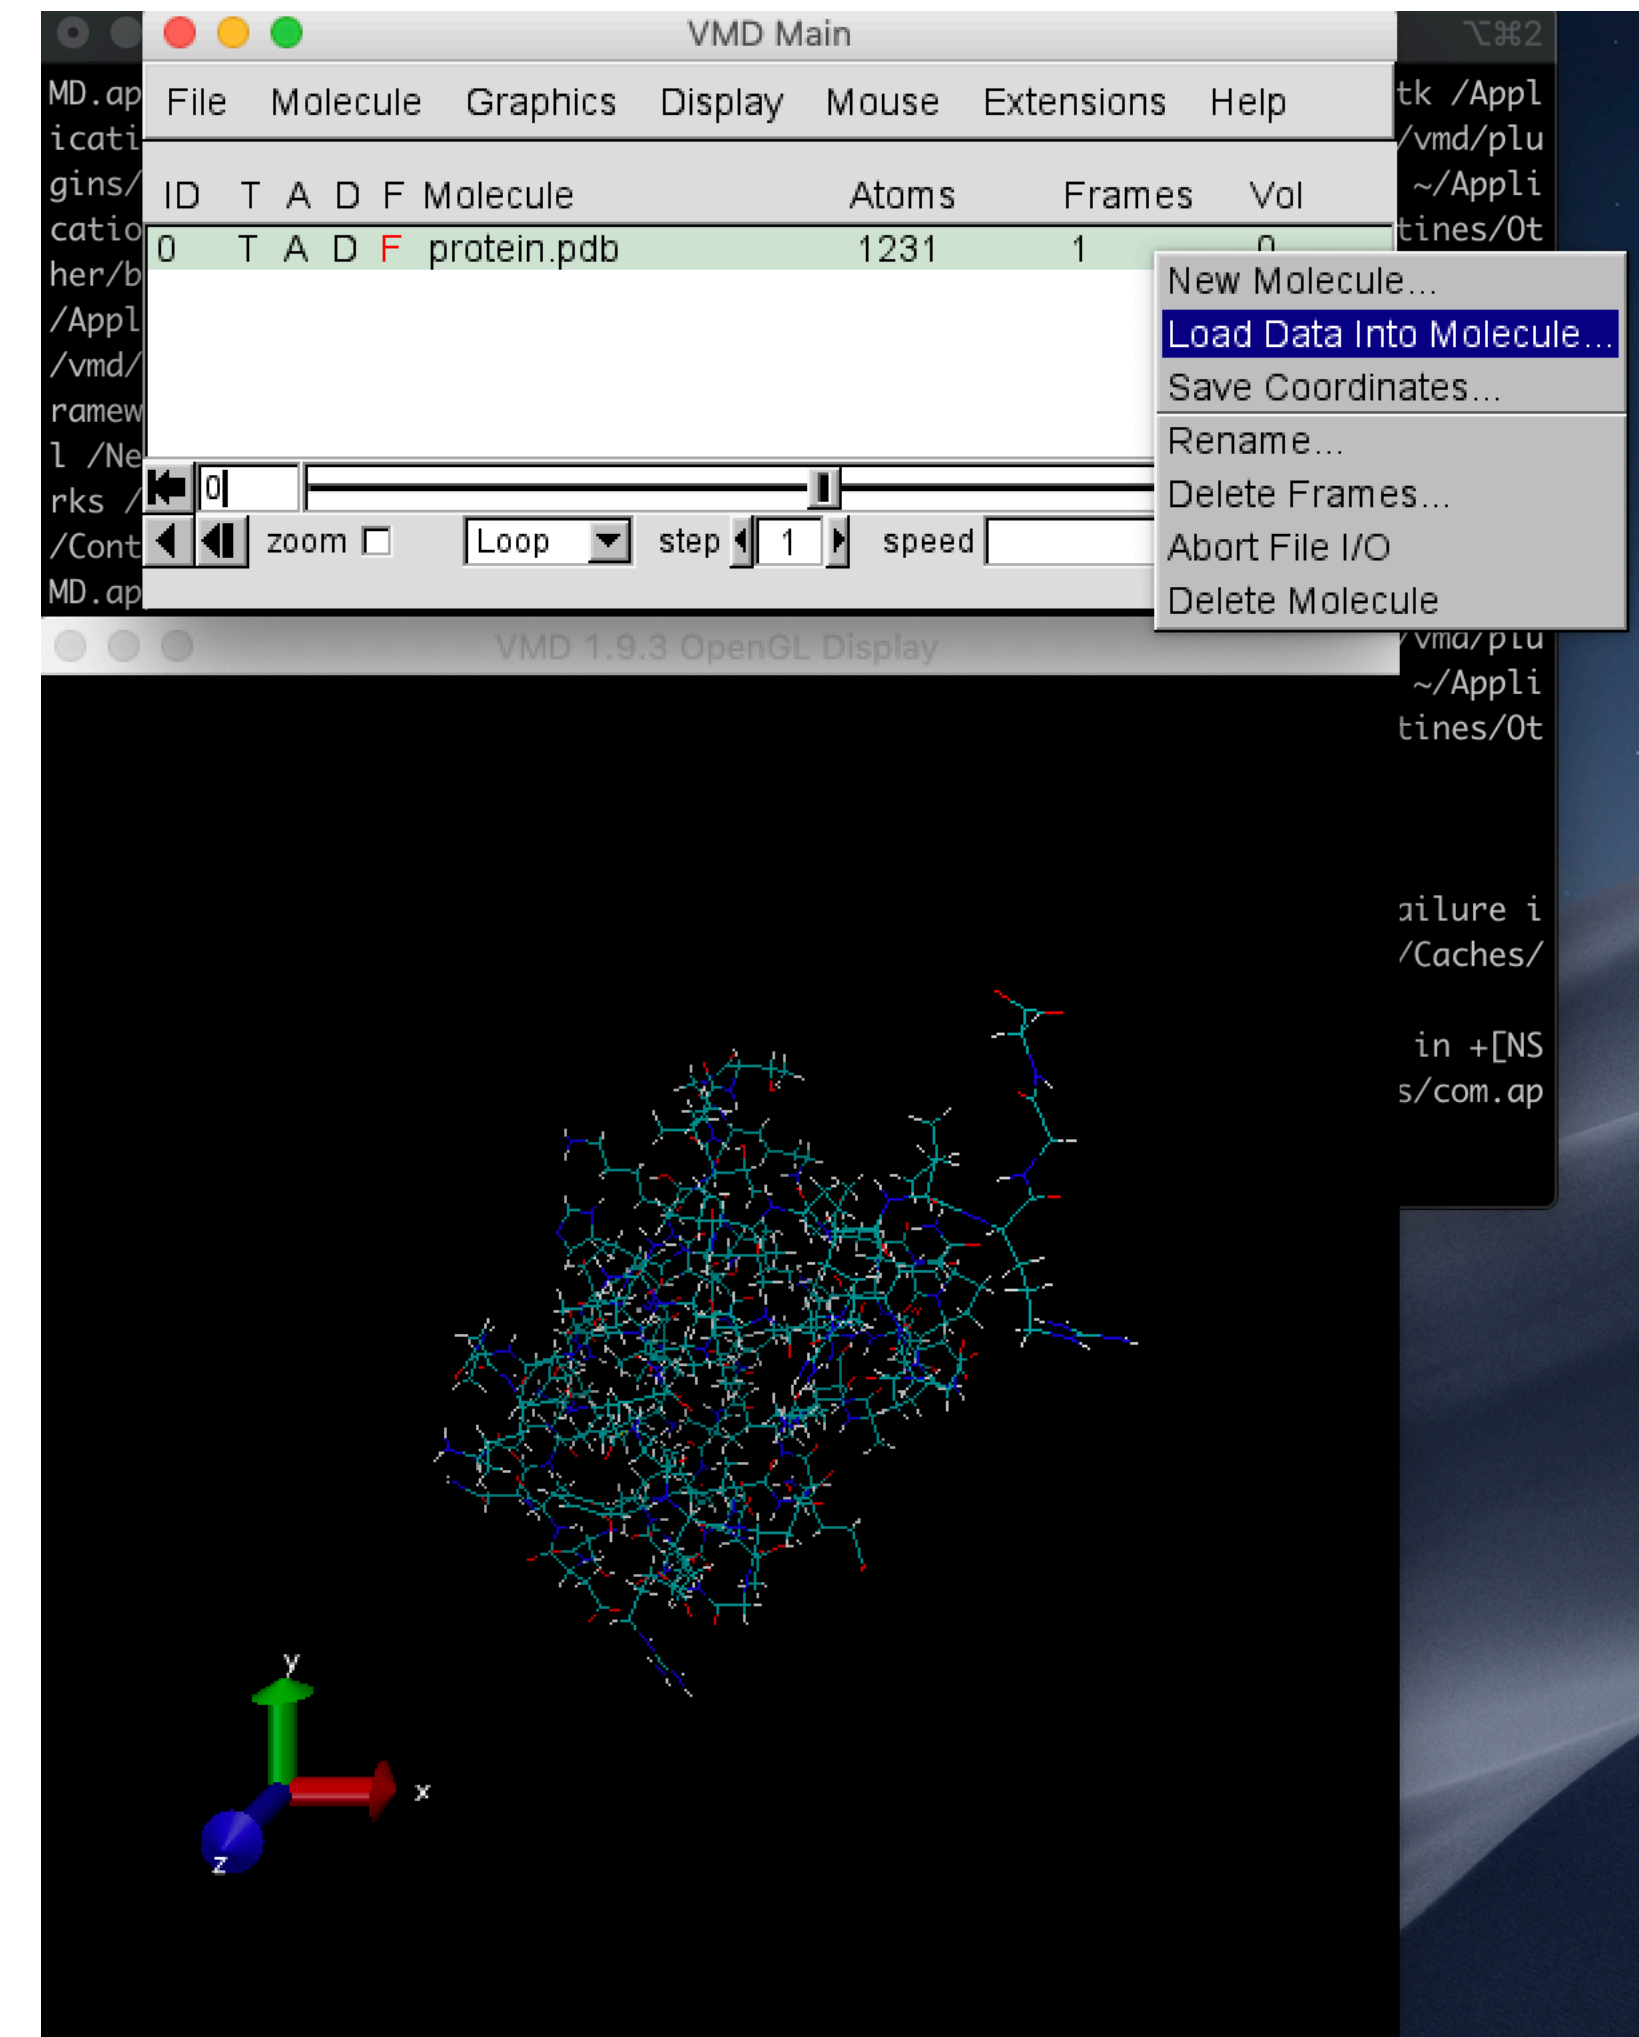 VMD Main
⌥⌘2
MD.ap
File Molecule Graphics Display Mouse Extensions Help
tk /Appl
icati
/vmd/plu
gins/
ID T A D F Molecule Atoms Frames Vol
~/Appli
catio
0 T A D F protein.pdb 1231 1 0
tines/Ot
her/b
New Molecule...
/Appl
Load Data Into Molecule...
/vmd/
Save Coordinates...
ramew
Rename...
l /Ne
rks /
0
Delete Frames...
/Cont
zoom Loop step 1 speed
Abort File I/O
MD.ap
Delete Molecule
VMD 1.9.3 OpenGL Display
/vmd/plu
~/Appli
tines/Ot
ailure i
/Caches/
in +[NS
s/com.ap
y
x
z